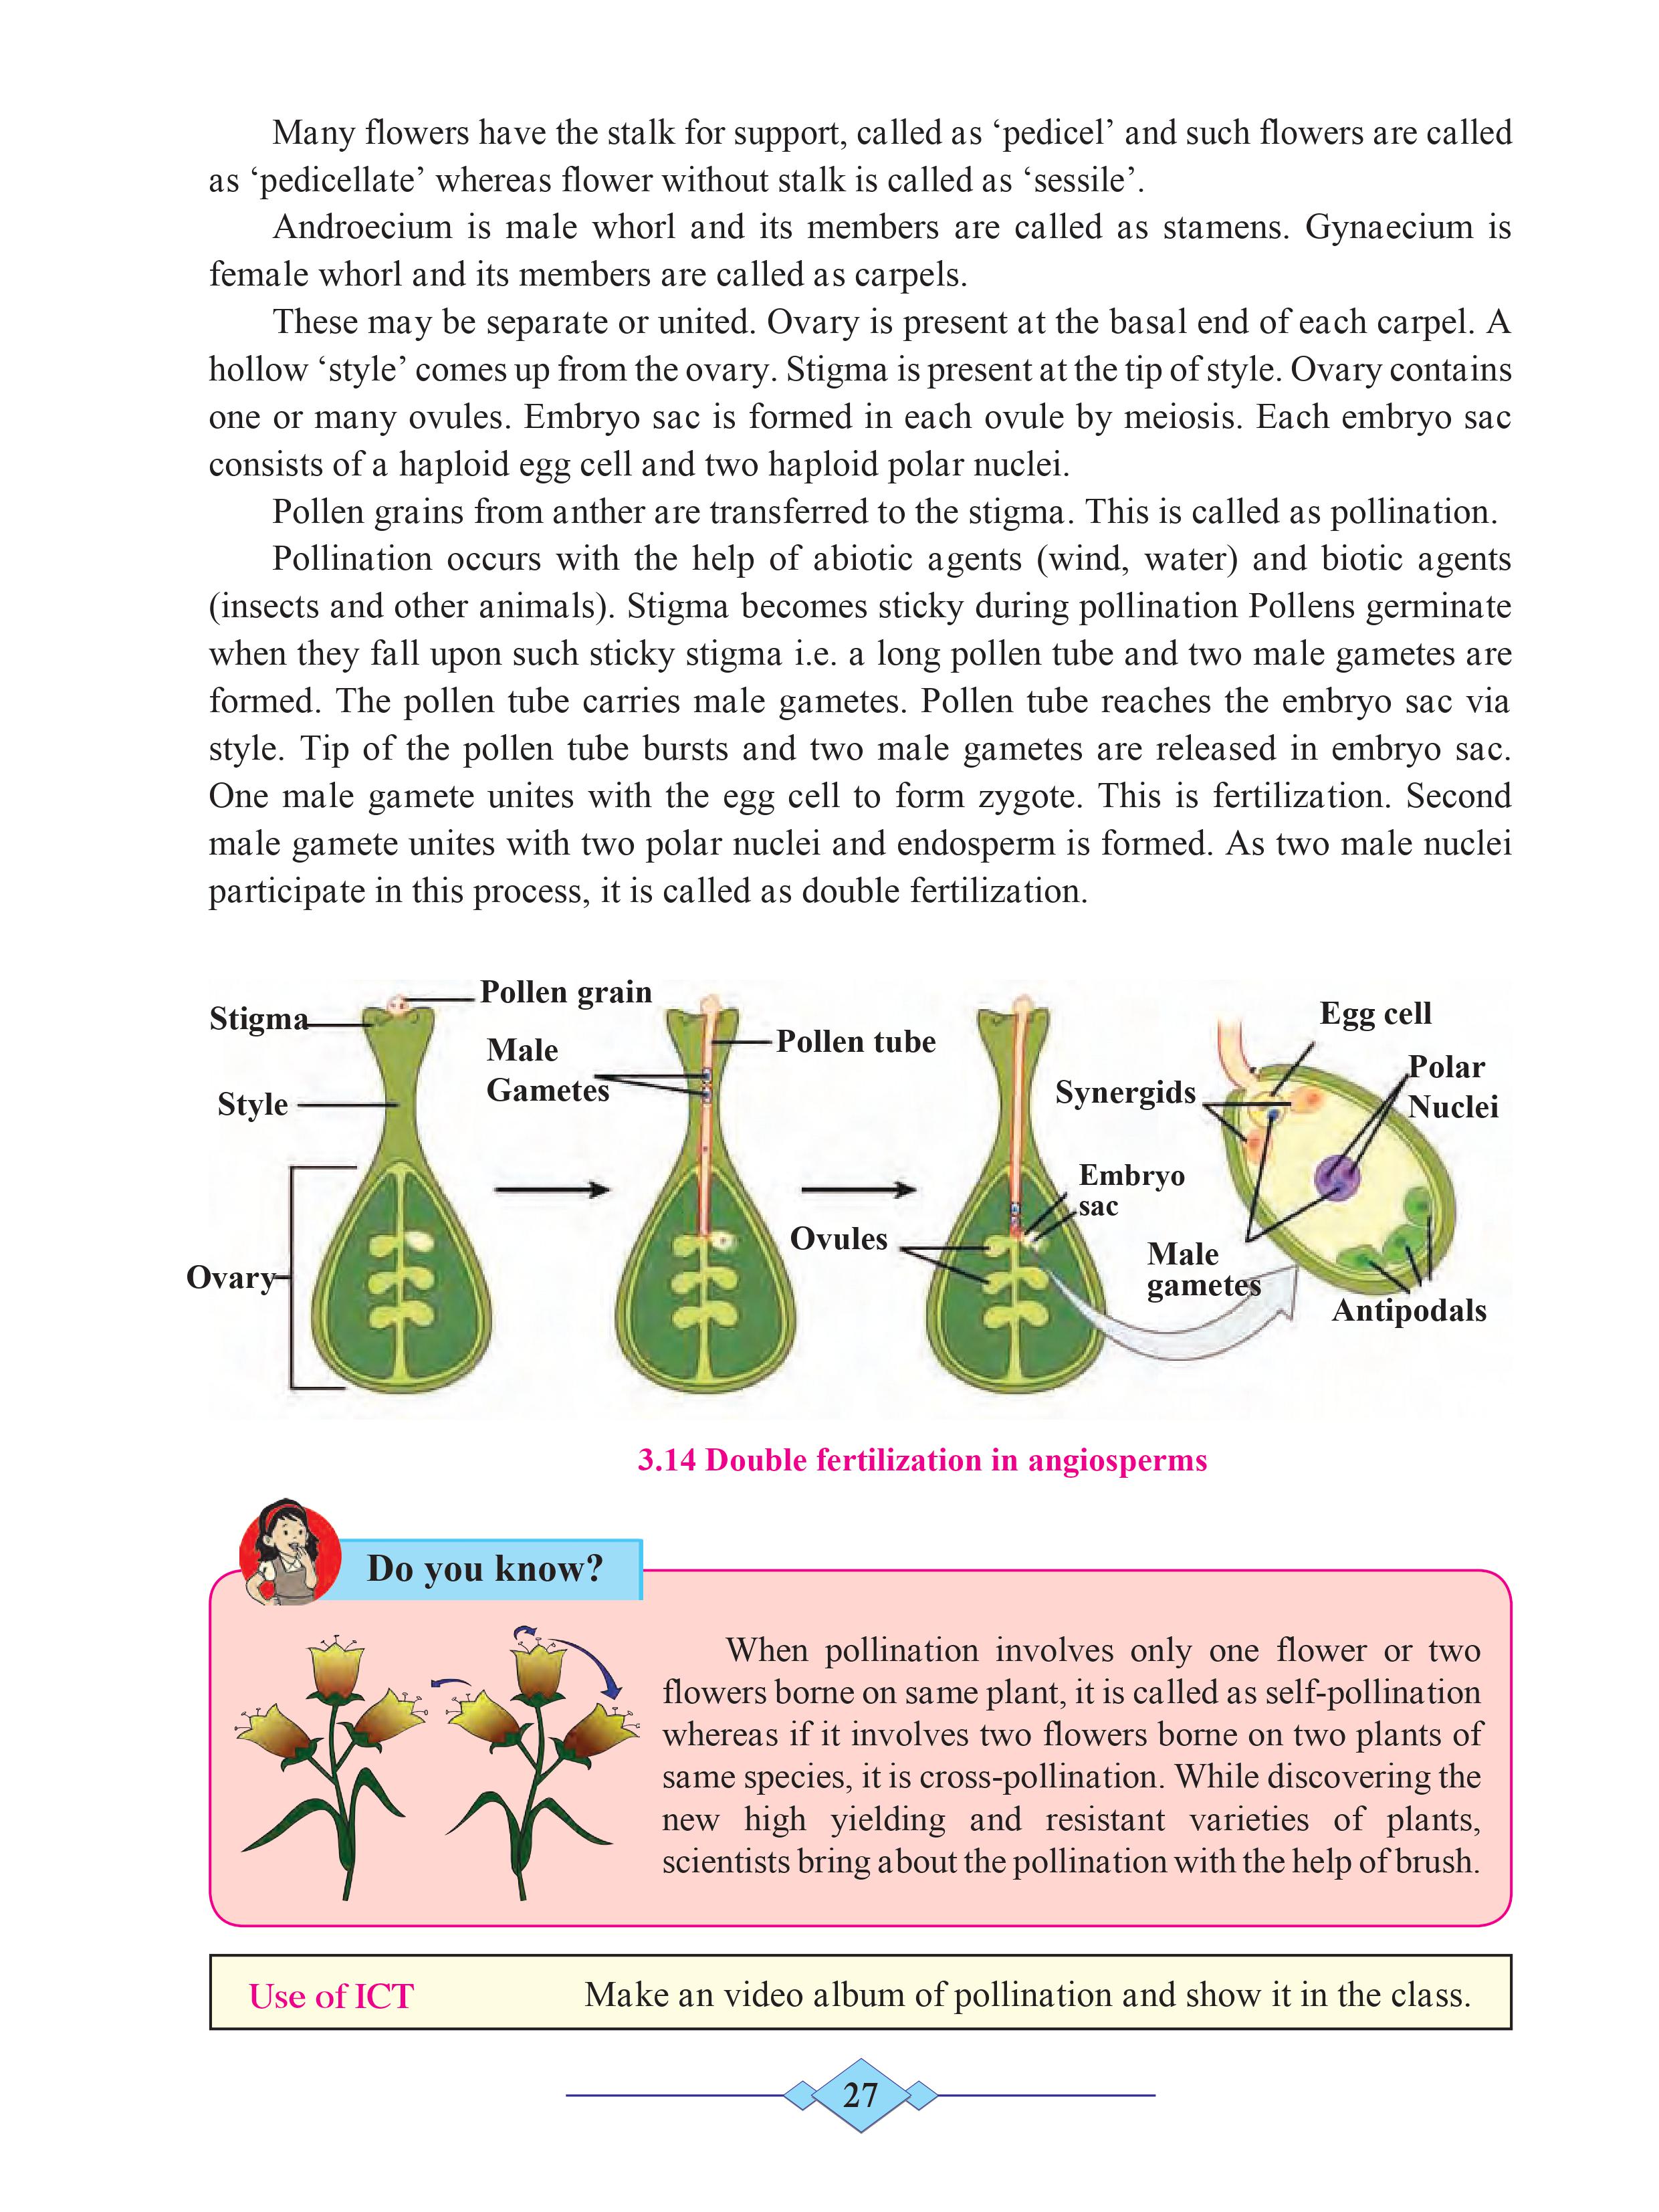 Many flowers have the stalk for support, called as ‘pedicel’ and such flowers are called
as ‘pedicellate’ whereas flower without stalk is called as ‘sessile’.
Androecium is male whorl and its members are called as stamens. Gynaecium is
female whorl and its members are called as carpels.
These may be separate or united. Ovary is present at the basal end of each carpel. A
hollow ‘style’ comes up from the ovary. Stigma is present at the tip of style. Ovary contains
one or many ovules. Embryo sac is formed in each ovule by meiosis. Each embryo sac
consists of a haploid egg cell and two haploid polar nuclei.
Pollen grains from anther are transferred to the stigma. This is called as pollination.
Pollination occurs with the help of abiotic agents (wind, water) and biotic agents
(insects and other animals). Stigma becomes sticky during pollination Pollens germinate
when they fall upon such sticky stigma i.e. a long pollen tube and two male gametes are
formed. The pollen tube carries male gametes. Pollen tube reaches the embryo sac via
style. Tip of the pollen tube bursts and two male gametes are released in embryo sac.
One male gamete unites with the egg cell to form zygote. This is fertilization. Second
male gamete unites with two polar nuclei and endosperm is formed. As two male nuclei
participate in this process, it is called as double fertilization.
Pollen grain
Stigma
Style
Ovary
Male
Gametes
Pollen tube
Ovules
Embryo
sac
Synergids
Egg cell
Polar
Nuclei
Male
gametes
Antipodals
3.14 Double fertilization in angiosperms
Do you know?
When pollination involves only one flower or two
flowers borne on same plant, it is called as self-pollination
whereas if it involves two flowers borne on two plants of
same species, it is cross-pollination. While discovering the
new high yielding and resistant varieties of plants,
scientists bring about the pollination with the help of brush.
Use of ICT
Make an video album of pollination and show it in the class.
27